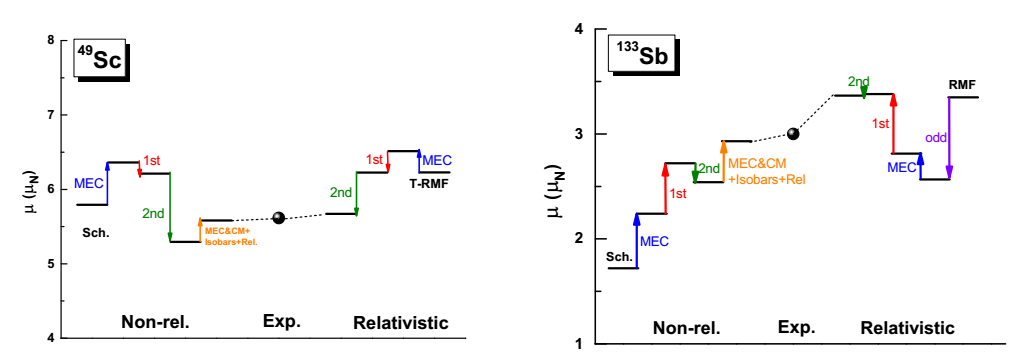 49Sc
8
7
6
5
4
μ (μN)
MEC
1st
2nd
Sch.
MEC&CM+
Isobars+Rel.
1st
MEC
T-RMF
2nd
Non-rel.
Exp.
Relativistic
133Sb
4
3
2
1
μ (μN)
Sch.
MEC
1st
2nd
MEC&CM
+Isobars+Rel
2nd
1st
MEC
odd
RMF
Non-rel.
Exp.
Relativistic